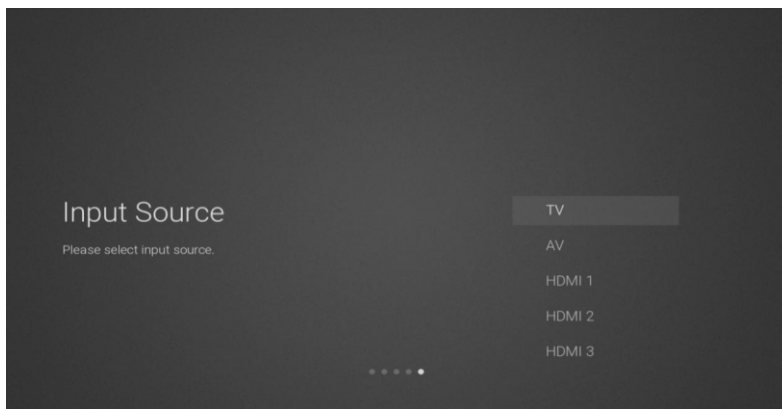 Input Source
Please select input source.
TV
AV
HDMI 1
HDMI 2
HDMI 3